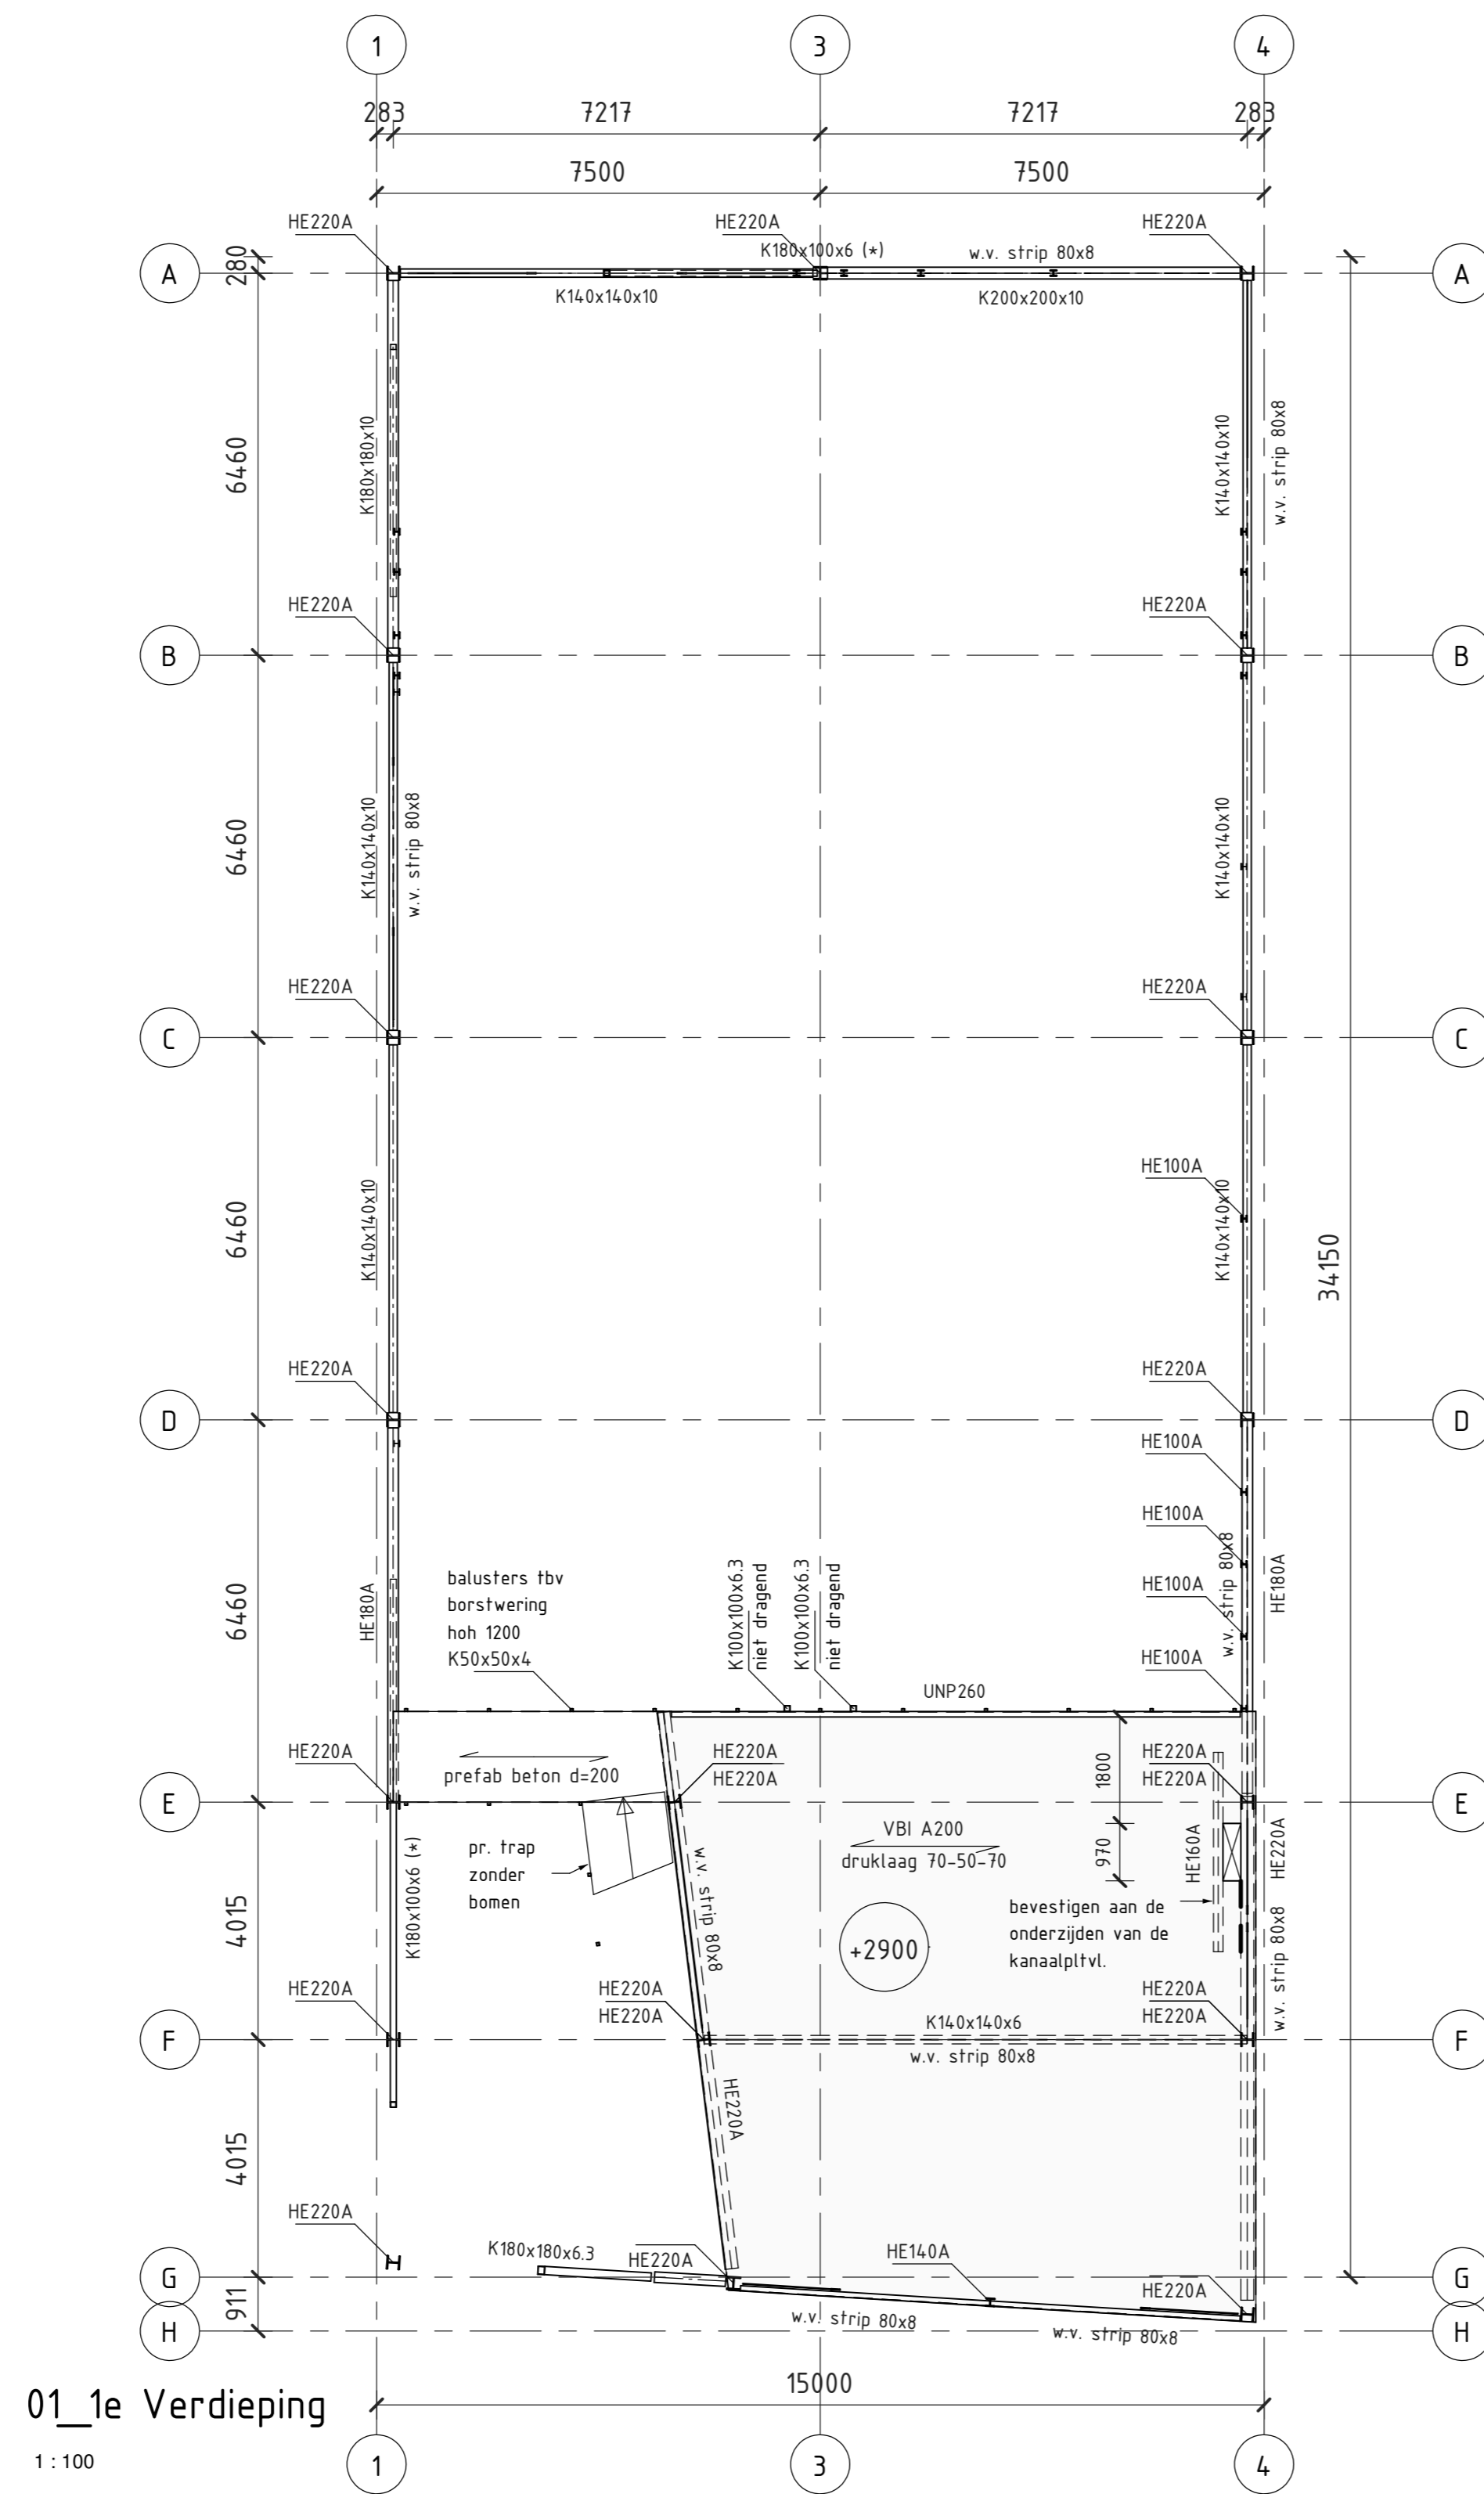 1
3
4
283
7217
7217
283
7500
7500
HE220A
HE220A
HE220A
K180x100x6 (*)
w.v. strip 80x8
280
A
A
K140x140x10
K200x200x10
6460
K180x180x10
K140x140x10
w.v. strip 80x8
HE220A
HE220A
B
B
6460
K140x140x10
w.v. strip 80x8
K140x140x10
HE220A
HE220A
C
C
6460
K140x140x10
HE100A
K140x140x10
34150
HE220A
HE220A
D
D
HE100A
HE100A
w.v. strip 80x8
HE180A
HE100A
HE100A
6460
HE180A
balusters tbv
borstwering
hoh 1200
K50x50x4
K100x100x6.3
niet dragend
K100x100x6.3
niet dragend
UNP260
HE220A
prefab beton d=200
HE220A
HE220A
1800
HE220A
HE220A
E
E
VBI A200
druklaag 70-50-70
970
HE160A
HE220A
4015
K180x100x6 (*)
pr. trap
zonder
bomen
w.v. strip 80x8
+2900
bevestigen aan de
onderzijden van de
kanaalpltvl.
w.v. strip 80x8
HE220A
HE220A
HE220A
HE220A
HE220A
F
F
K140x140x6
w.v. strip 80x8
HE220A
4015
HE220A
K180x180x6.3
HE220A
HE140A
HE220A
G
G
911
w.v. strip 80x8
w.v. strip 80x8
H
H
15000
01_1e Verdieping
1 : 100
1
3
4